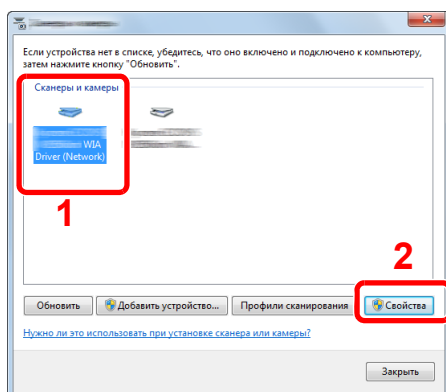 Если устройства нет в списке, убедитесь, что оно включено и подключено к компьютеру,
затем нажмите кнопку "Обновить".
Сканеры и камеры
WIA
Driver (Network)
1
2
Обновить
Добавить устройство...
Профили сканирования
Свойства
Нужно ли это использовать при установке сканера или камеры?
Закрыть